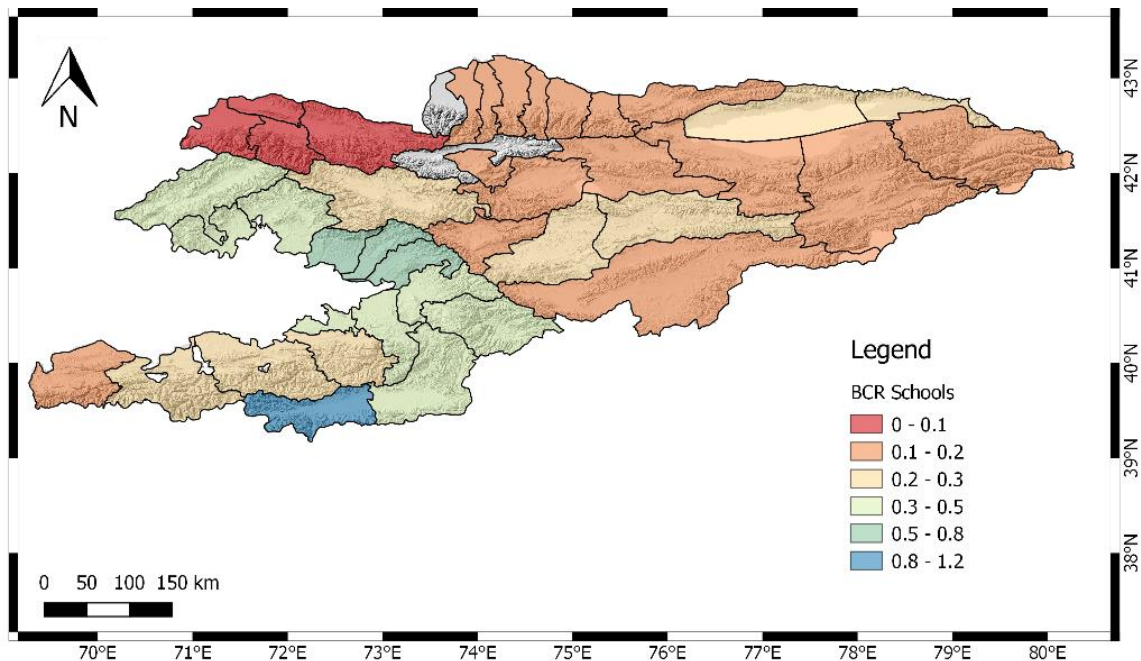 N
43°N
42°N
41°N
40°N
39°N
38°N
Legend
BCR Schools
0 - 0.1
0.1 - 0.2
0.2 - 0.3
0.3 - 0.5
0.5 - 0.8
0.8 - 1.2
0 50 100 150 km
70°E 71°E 72°E 73°E 74°E 75°E 76°E 77°E 78°E 79°E 80°E